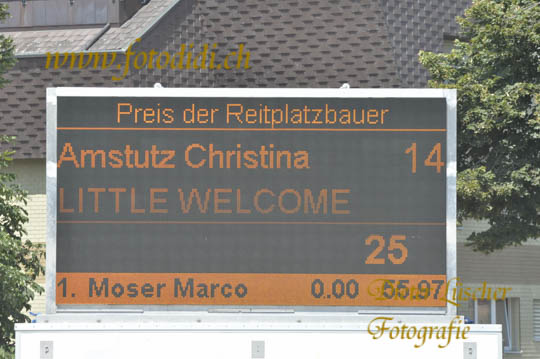 www.fotodidi.ch
Preis der Reitplatzbauer
Amstutz Christina 14
LITTLE WELCOME
25
1. Moser Marco 0.00 55.97
Löscher
Fotografie